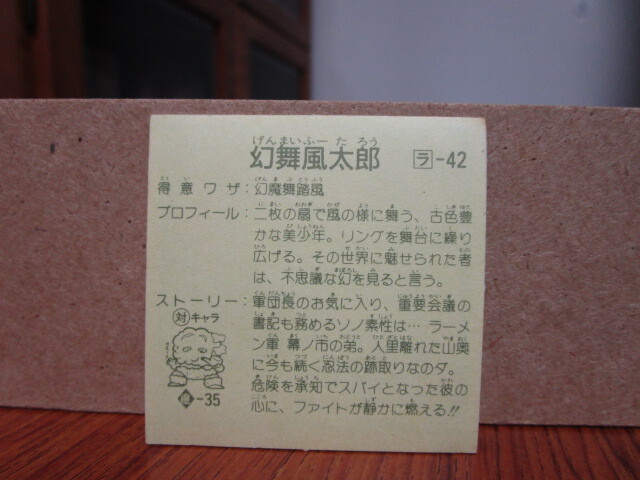 げんまいふーたろう
幻舞風太郎 ラ-42
得意ワザ：幻魔舞踏風
プロフィール：二枚の扇で風の様に舞う、古色豊
かな美少年。リングを舞台に繰り
広げる。その世界に魅せられた者
は、不思議な幻を見ると言う。
ストーリー：軍団長のお気に入り、重要会議の
対キャラ 書記も務めるソノ素性は… ラーメ
ン軍 幕ノ市の弟。人里離れた山奥
に今も続く忍法の跡取りなのダ。
危険を承知でスパイとなった彼の
-35 心に、ファイトが静かに燃える!!